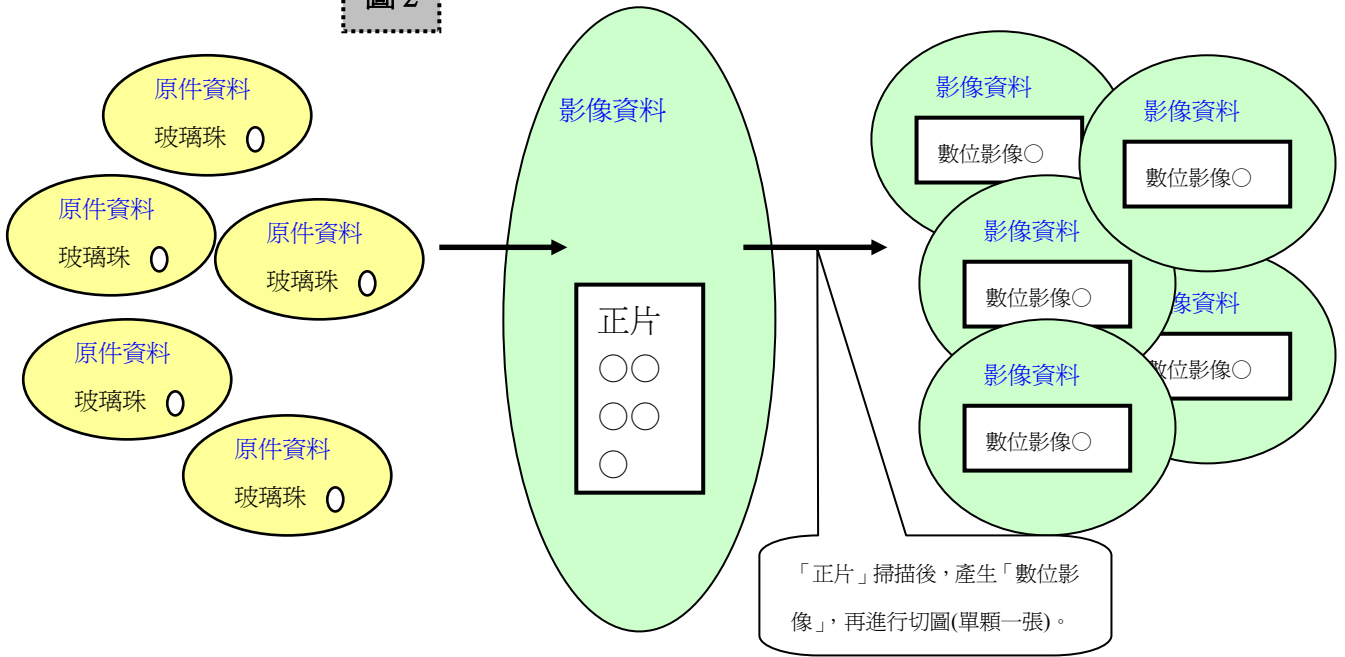 圖 2
原件資料
玻璃珠
原件資料
玻璃珠
原件資料
玻璃珠
原件資料
玻璃珠
原件資料
玻璃珠
影像資料
正片
○○
○○
○
影像資料
數位影像○
影像資料
數位影像○
影像資料
數位影像○
像資料
數位影像○
影像資料
數位影像○
「正片」掃描後，產生「數位影
像」，再進行切圖(單顆一張)。